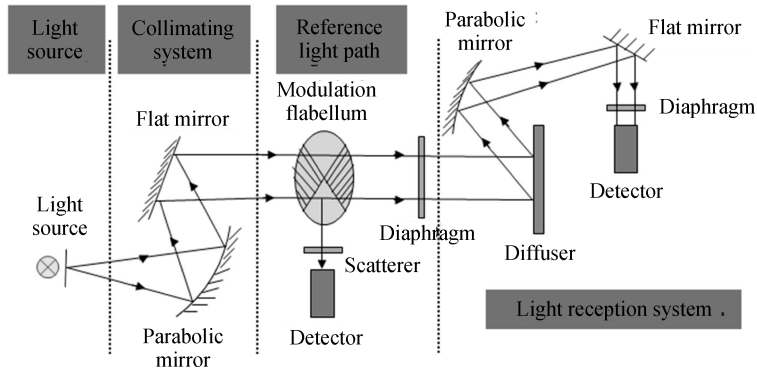 Light
source
Collimating
system
Reference
light path
Parabolic
mirror
Flat mirror
Modulation
flabellum
Flat mirror
Diaphragm
Detector
Light
source
Diaphragm
Diffuser
Scatterer
Light reception system .
Parabolic
mirror
Detector